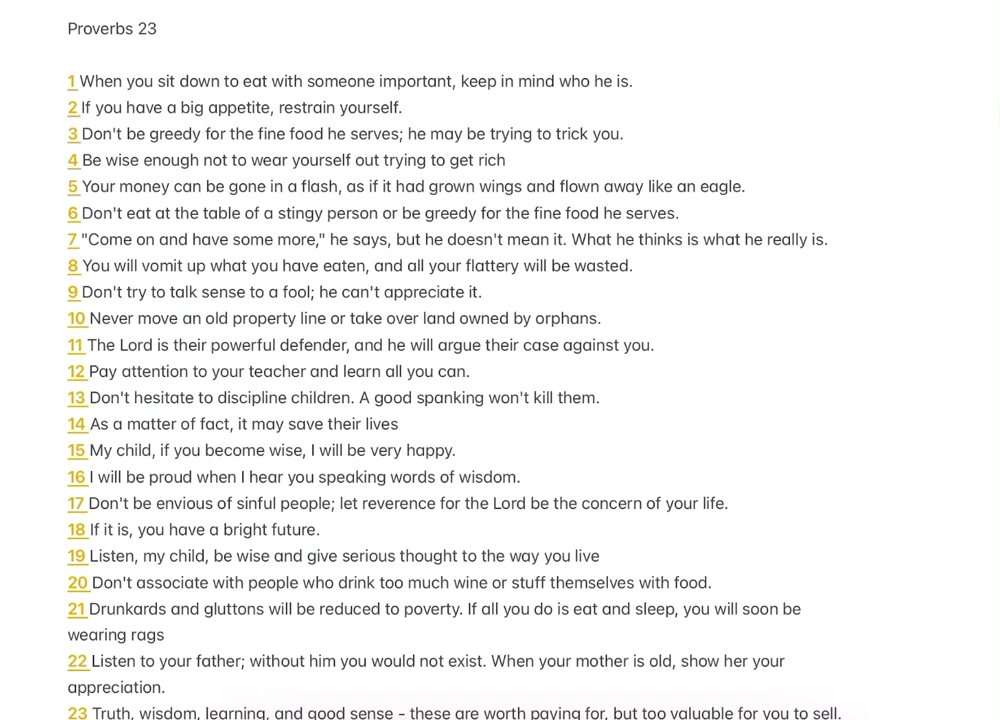 Proverbs 23
1 When you sit down to eat with someone important, keep in mind who he is.
2 If you have a big appetite, restrain yourself.
3 Don't be greedy for the fine food he serves; he may be trying to trick you.
4 Be wise enough not to wear yourself out trying to get rich
5 Your money can be gone in a flash, as if it had grown wings and flown away like an eagle.
6 Don't eat at the table of a stingy person or be greedy for the fine food he serves.
7 "Come on and have some more," he says, but he doesn't mean it. What he thinks is what he really is.
8 You will vomit up what you have eaten, and all your flattery will be wasted.
9 Don't try to talk sense to a fool; he can't appreciate it.
10 Never move an old property line or take over land owned by orphans.
11 The Lord is their powerful defender, and he will argue their case against you.
12 Pay attention to your teacher and learn all you can.
13 Don't hesitate to discipline children. A good spanking won't kill them.
14 As a matter of fact, it may save their lives
15 My child, if you become wise, I will be very happy.
16 I will be proud when I hear you speaking words of wisdom.
17 Don't be envious of sinful people; let reverence for the Lord be the concern of your life.
18 If it is, you have a bright future.
19 Listen, my child, be wise and give serious thought to the way you live
20 Don't associate with people who drink too much wine or stuff themselves with food.
21 Drunkards and gluttons will be reduced to poverty. If all you do is eat and sleep, you will soon be
wearing rags
22 Listen to your father; without him you would not exist. When your mother is old, show her your
appreciation.
23 Truth, wisdom, learning, and good sense - these are worth paying for, but too valuable for you to sell.